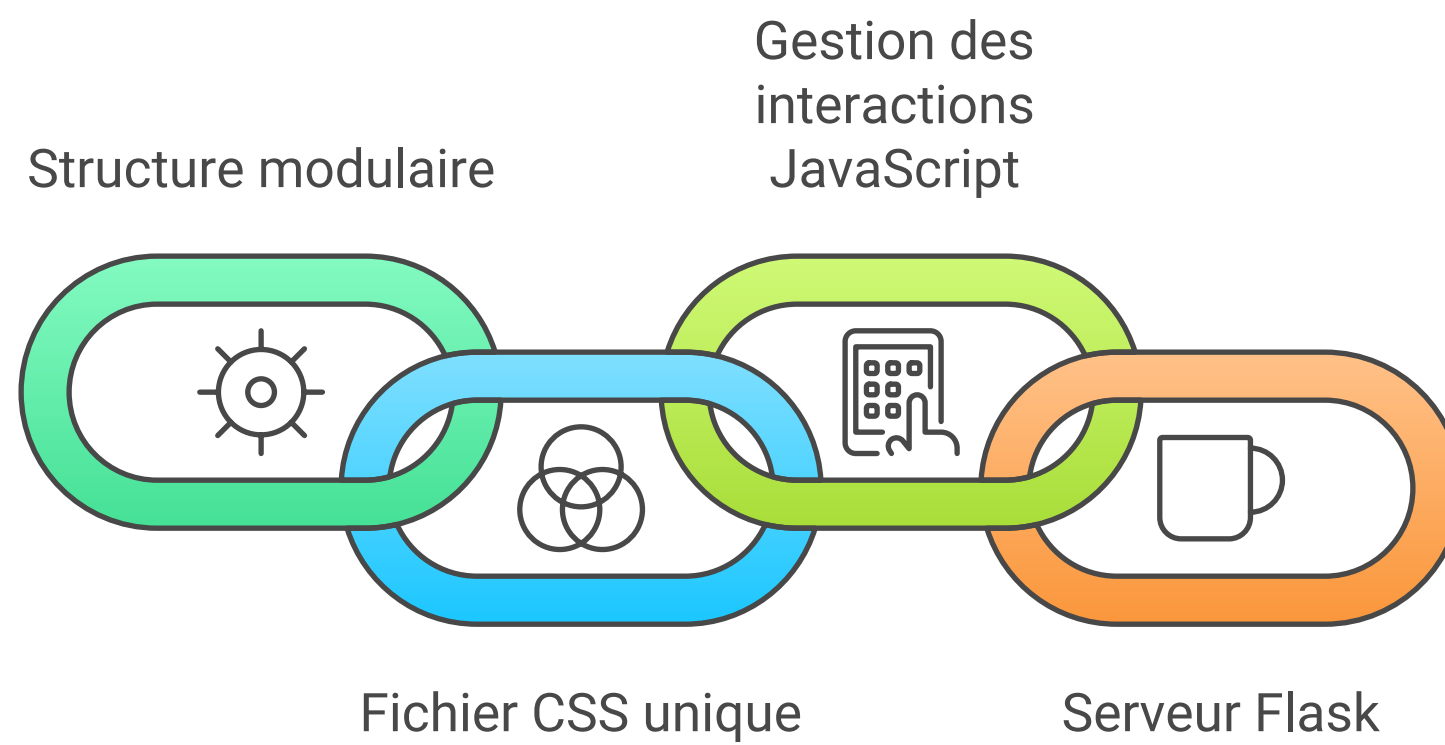 Structure modulaire
Gestion des
interactions
JavaScript
Fichier CSS unique
Serveur Flask